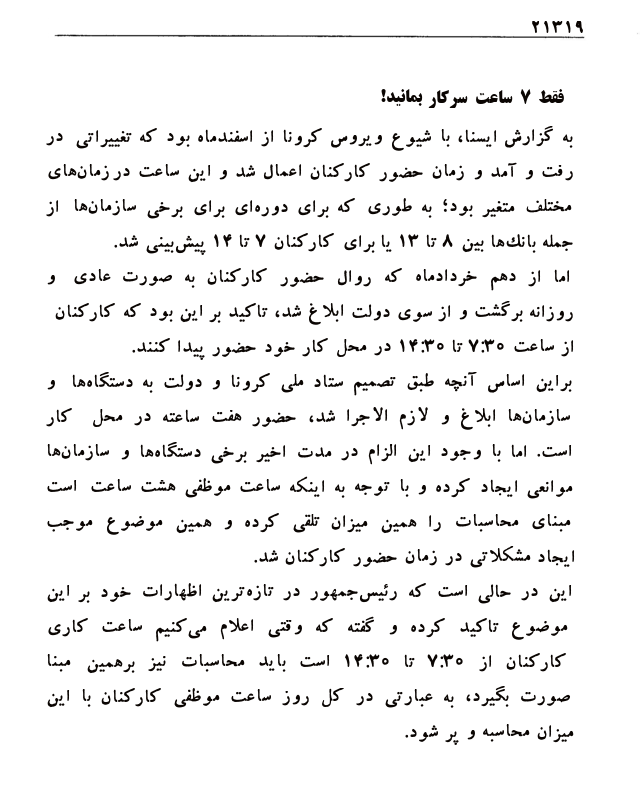 ۲۱۳۱۹
فقط ۷ ساعت سرکار بمانید!
به گزارش ایسنا، با شیوع ویروس کرونا از اسفندماه بود که تغییراتی در
رفت و آمد و زمان حضور کارکنان اعمال شد و این ساعت در زمان‌های
مختلف متغیر بود؛ به طوری که برای دوره‌ای برای برخی سازمان‌ها از
جمله بانك‌ها بین ۸ تا ۱۳ یا برای کارکنان ۷ تا ۱۴ پیش‌بینی شد.
اما از دهم خردادماه که روال حضور کارکنان به صورت عادی و
روزانه برگشت و از سوی دولت ابلاغ شد، تاکید بر این بود که کارکنان
از ساعت ۷:۳۰ تا ۱۴:۳۰ در محل کار خود حضور پیدا کنند.
براین اساس آنچه طبق تصمیم ستاد ملی کرونا و دولت به دستگاه‌ها و
سازمان‌ها ابلاغ و لازم الاجرا شد، حضور هفت ساعته در محل کار
است. اما با وجود این الزام در مدت اخیر برخی دستگاه‌ها و سازمان‌ها
موانعی ایجاد کرده و با توجه به اینکه ساعت موظفی هشت ساعت است
مبنای محاسبات را همین میزان تلقی کرده و همین موضوع موجب
ایجاد مشکلاتی در زمان حضور کارکنان شد.
این در حالی است که رئیس‌جمهور در تازه‌ترین اظهارات خود بر این
موضوع تاکید کرده و گفته که وقتی اعلام می‌کنیم ساعت کاری
کارکنان از ۷:۳۰ تا ۱۴:۳۰ است باید محاسبات نیز برهمین مبنا
صورت بگیرد، به عبارتی در کل روز ساعت موظفی کارکنان با این
میزان محاسبه و پر شود.